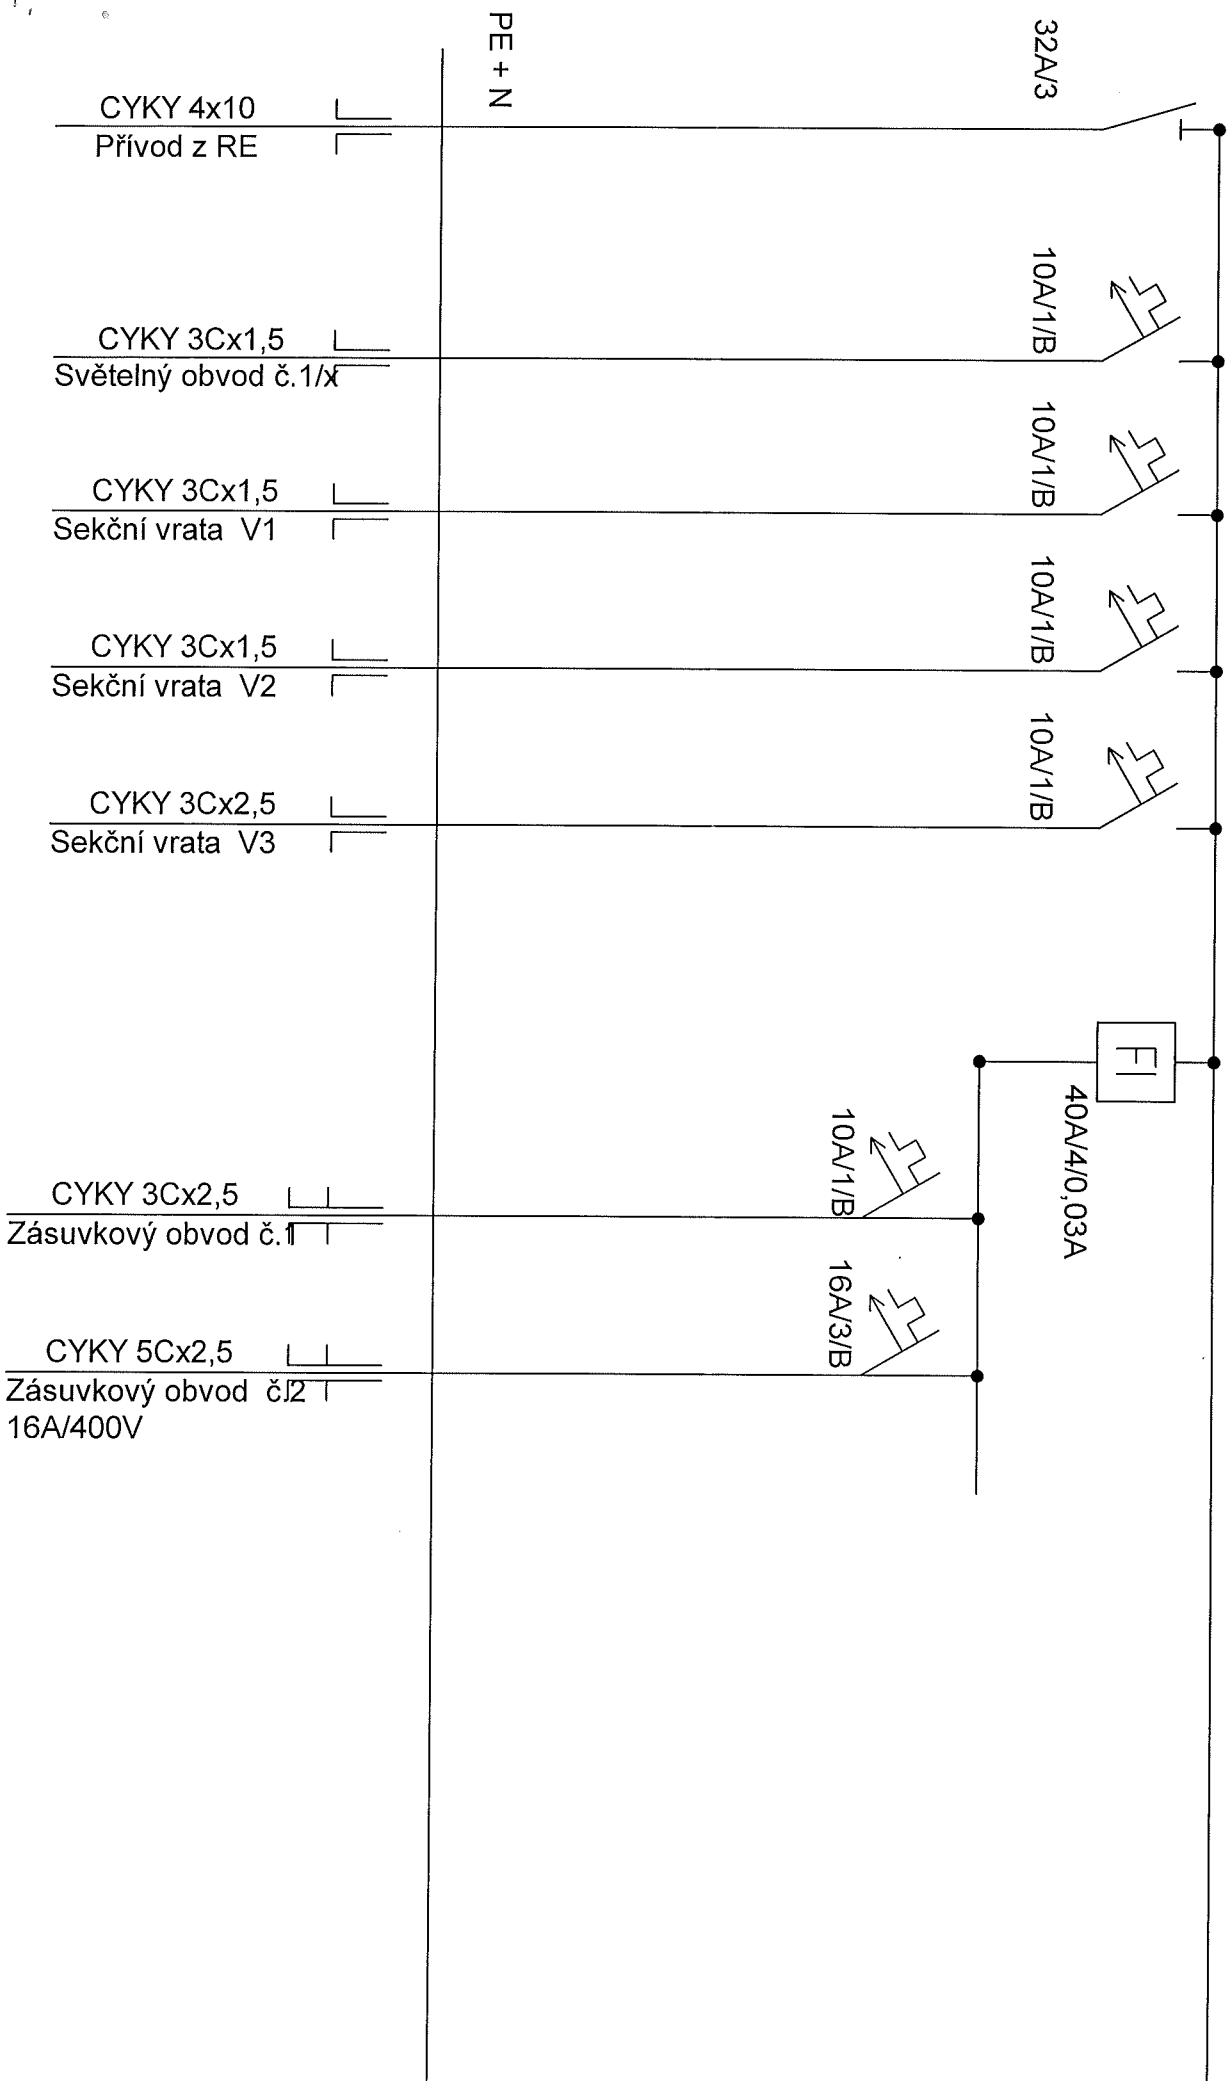 PE + N
32A/3
CYKY 4x10
Přívod z RE
10A/1/B
CYKY 3Cx1,5
Světelný obvod č.1/x
10A/1/B
CYKY 3Cx1,5
Sekční vrata V1
10A/1/B
CYKY 3Cx1,5
Sekční vrata V2
10A/1/B
CYKY 3Cx2,5
Sekční vrata V3
FI
40A/4/0,03A
10A/1/B
CYKY 3Cx2,5
Zásuvkový obvod č.1
16A/3/B
CYKY 5Cx2,5
Zásuvkový obvod č.2
16A/400V